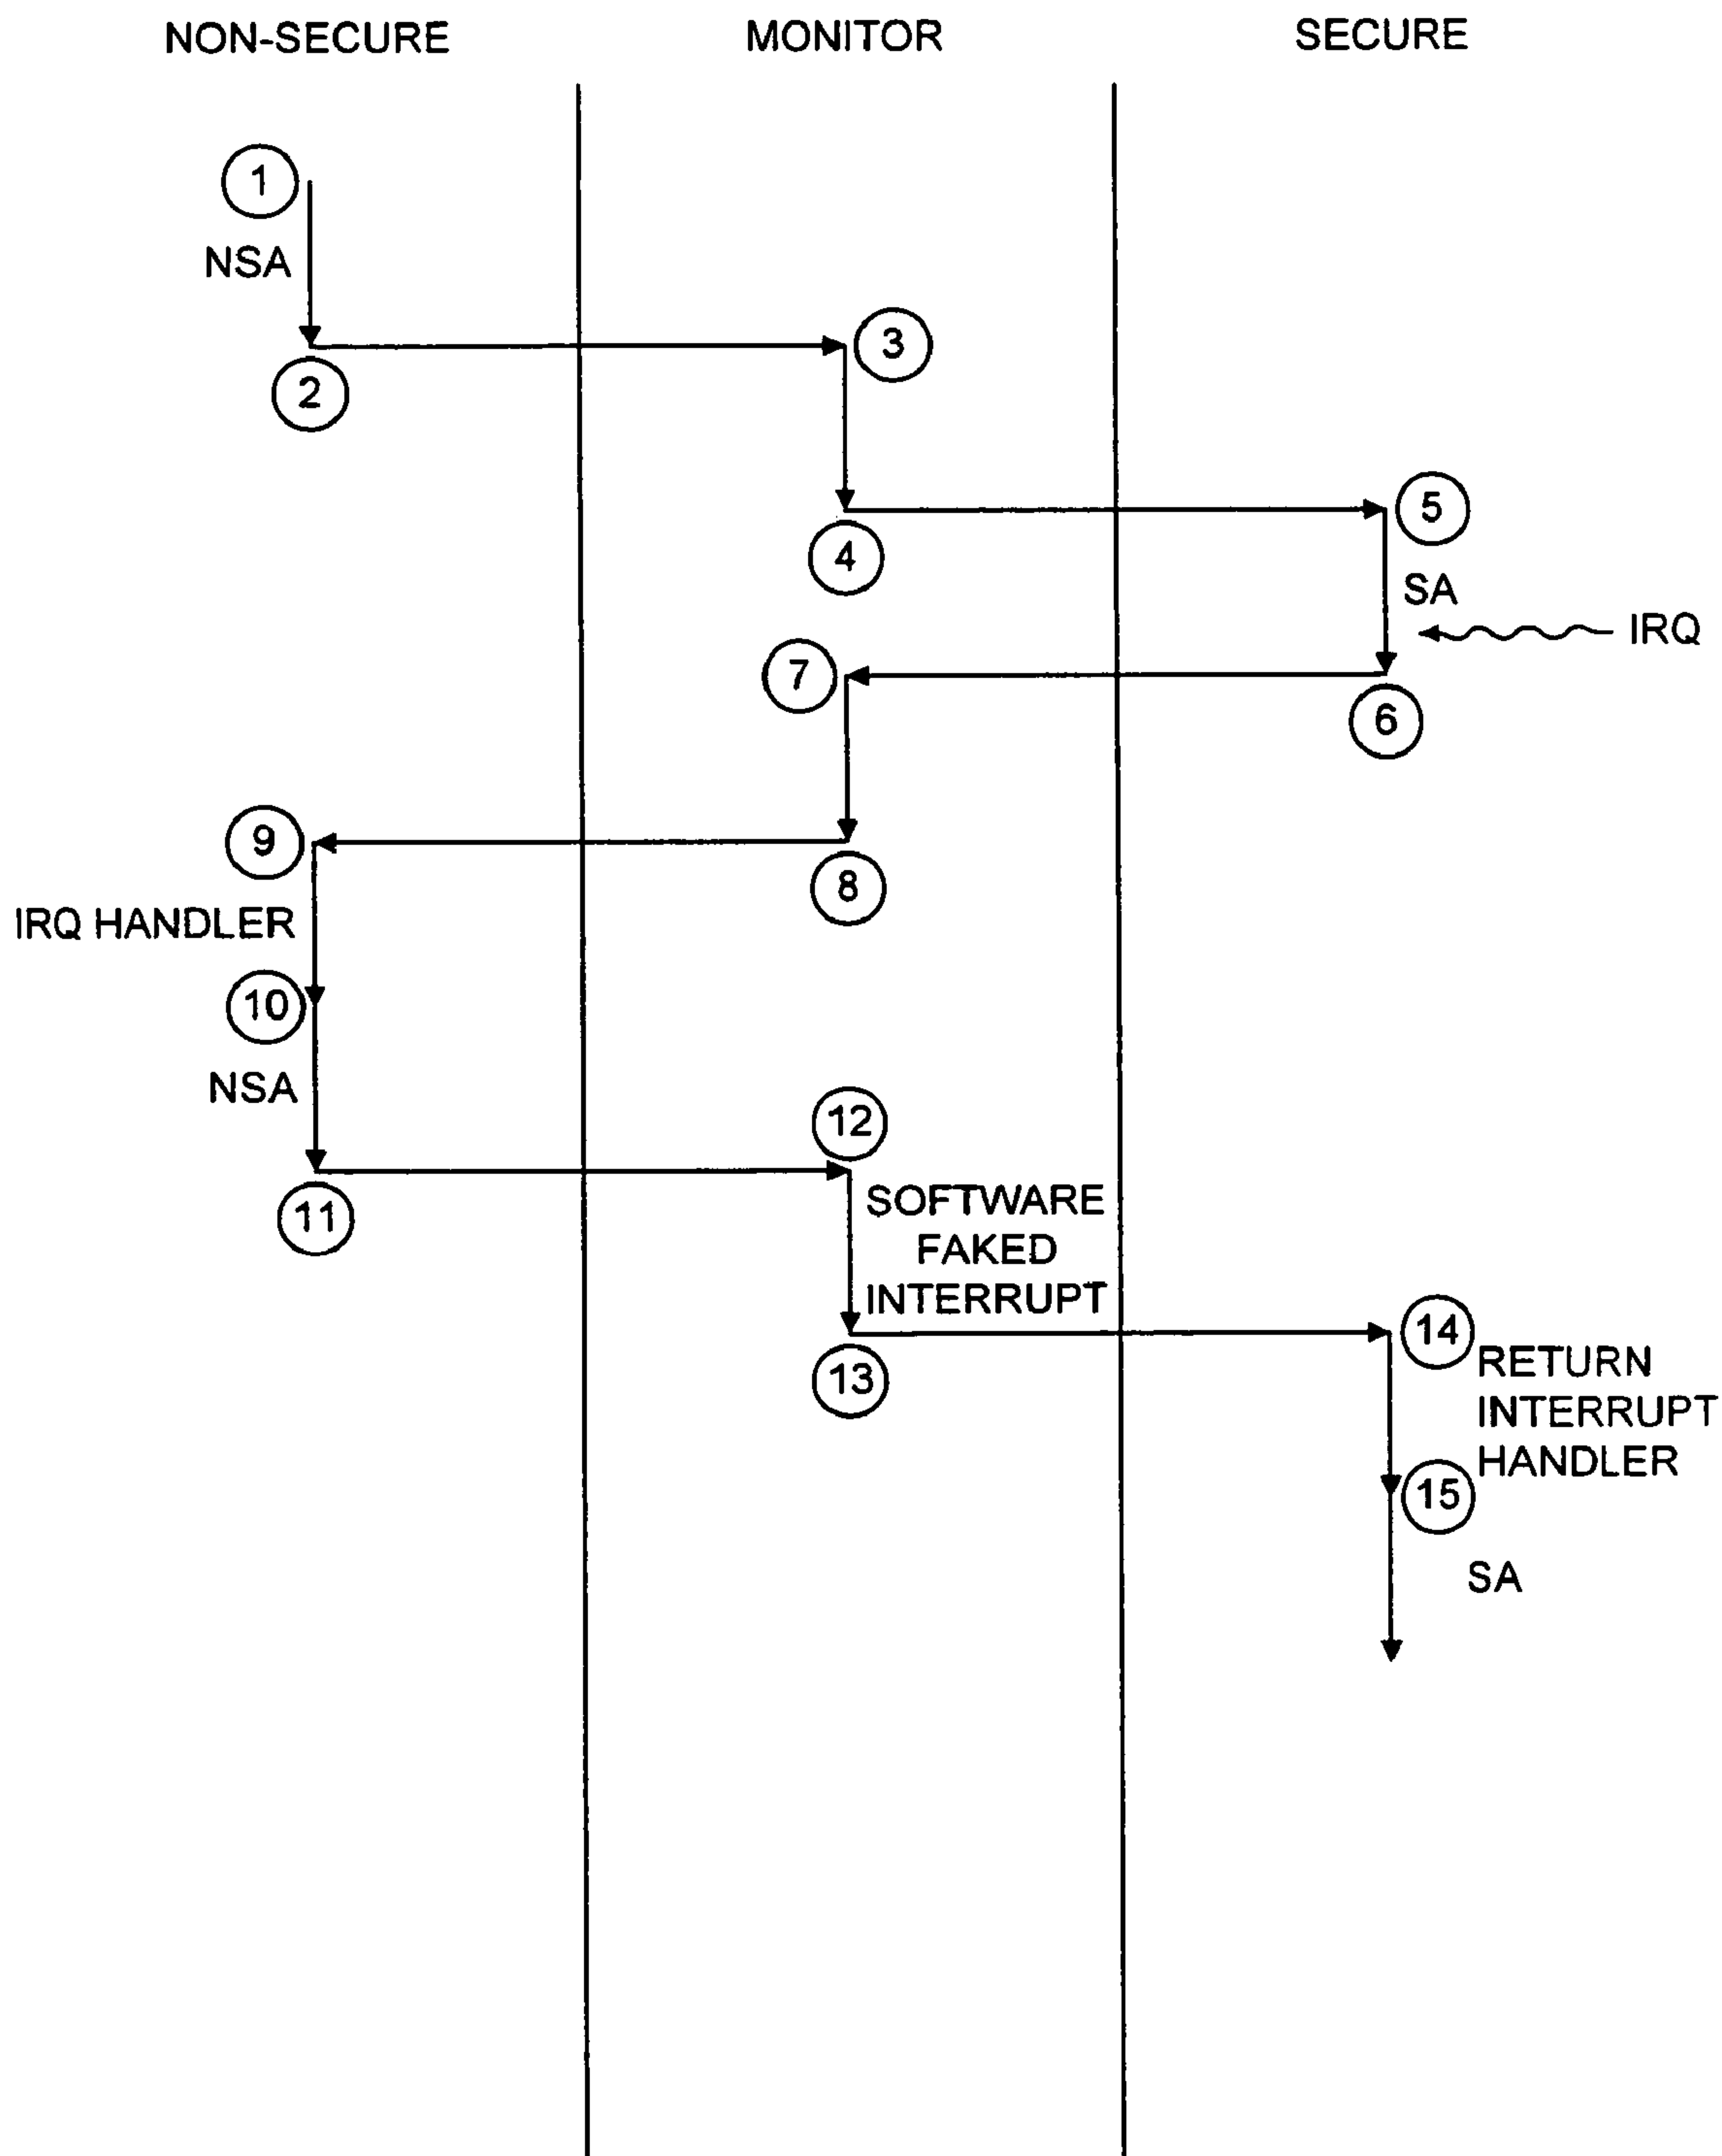 NON-SECURE MONITOR SECURE
1
NSA
2
3
4
5
SA
IRQ
6
7
8
9
IRQ HANDLER
10
NSA
11
12
SOFTWARE
FAKED
INTERRUPT
13
14
RETURN
INTERRUPT
HANDLER
15
SA